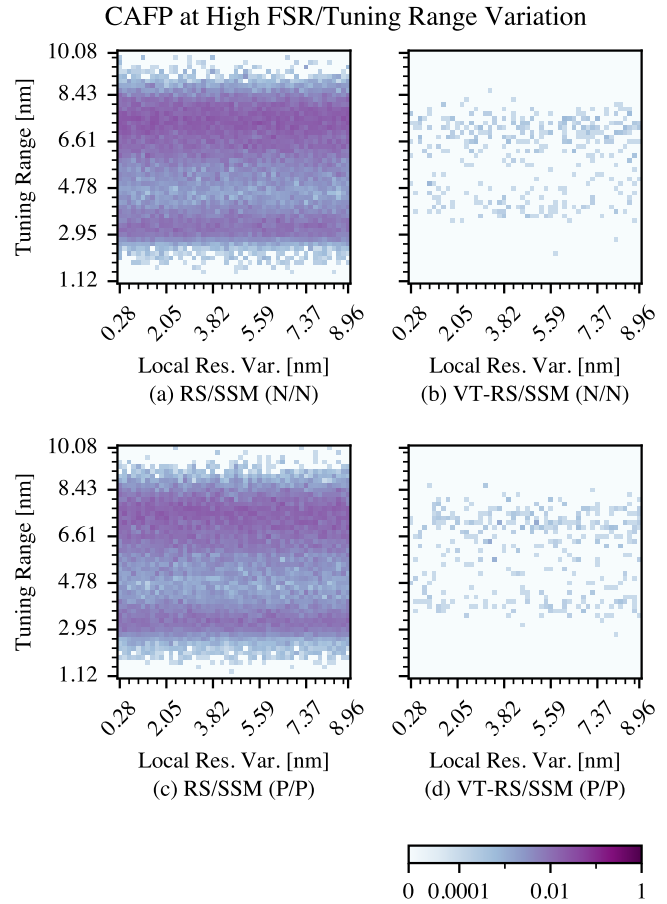 CAFP at High FSR/Tuning Range Variation
Tuning Range [nm]
10.08
8.43
6.61
4.78
2.95
1.12
0.28 2.05 3.82 5.59 7.37 8.96
0.28 2.05 3.82 5.59 7.37 8.96
Local Res. Var. [nm]
Local Res. Var. [nm]
(a) RS/SSM (N/N)
(b) VT-RS/SSM (N/N)
Tuning Range [nm]
10.08
8.43
6.61
4.78
2.95
1.12
0.28 2.05 3.82 5.59 7.37 8.96
0.28 2.05 3.82 5.59 7.37 8.96
Local Res. Var. [nm]
Local Res. Var. [nm]
(c) RS/SSM (P/P)
(d) VT-RS/SSM (P/P)
0 0.0001 0.01 1